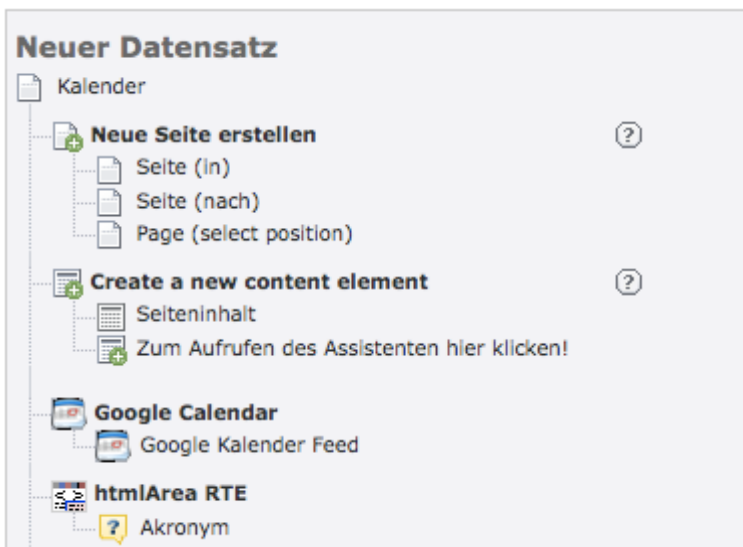 Neuer Datensatz
Kalender
Neue Seite erstellen
Seite (in)
Seite (nach)
Page (select position)
Create a new content element
Seiteninhalt
Zum Aufrufen des Assistenten hier klicken!
Google Calendar
Google Kalender Feed
htmlArea RTE
Akronym